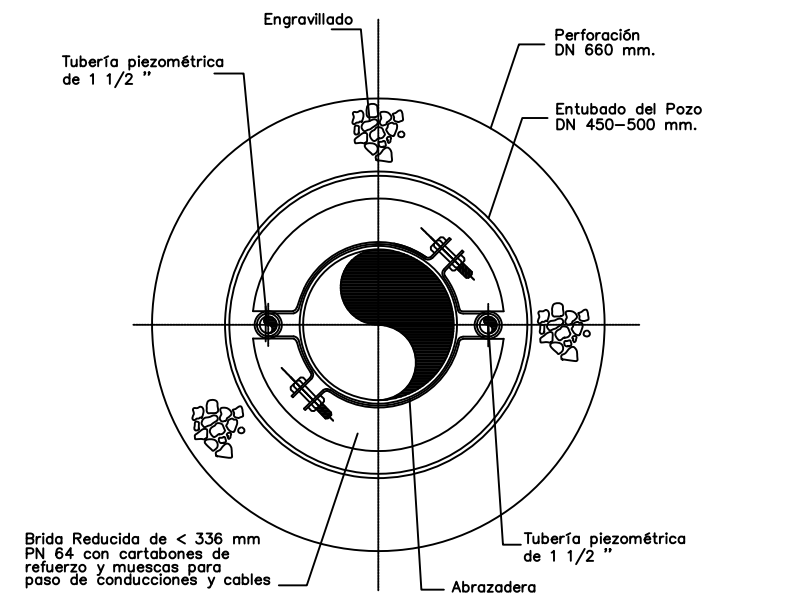 Engravillado
Perforación
DN 660 mm.
Tubería piezométrica
de 1 1/2 "
Entubado del Pozo
DN 450-500 mm.
Brida Reducida de < 336 mm
PN 64 con cartabones de
refuerzo y muescas para
paso de conducciones y cables
Tubería piezométrica
de 1 1/2 "
Abrazadera